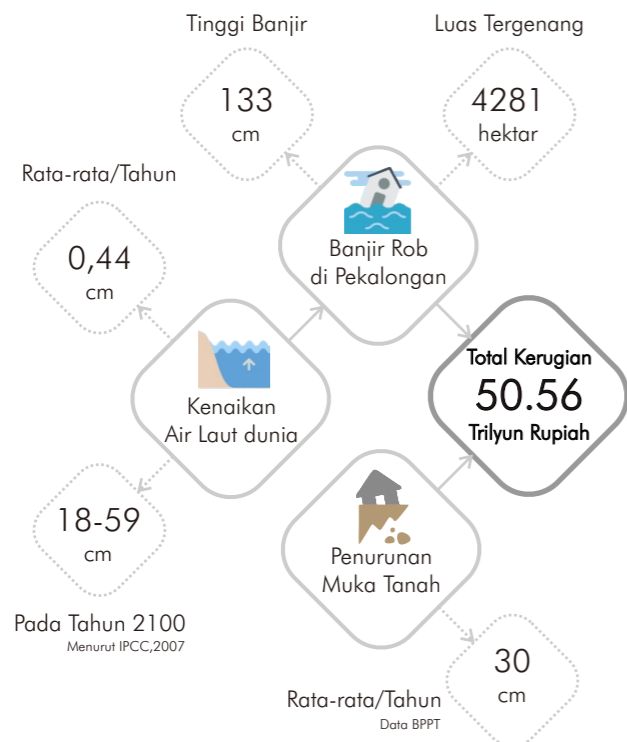 Tinggi Banjir
133
cm
Luas Tergenang
4281
hektar
Rata-rata/Tahun
0,44
cm
Banjir Rob
di Pekalongan
Kenaikan
Air Laut dunia
Total Kerugian
50.56
Trilyun Rupiah
18-59
cm
Pada Tahun 2100
Menurut IPCC,2007
Penurunan
Muka Tanah
30
cm
Rata-rata/Tahun
Data BPPT